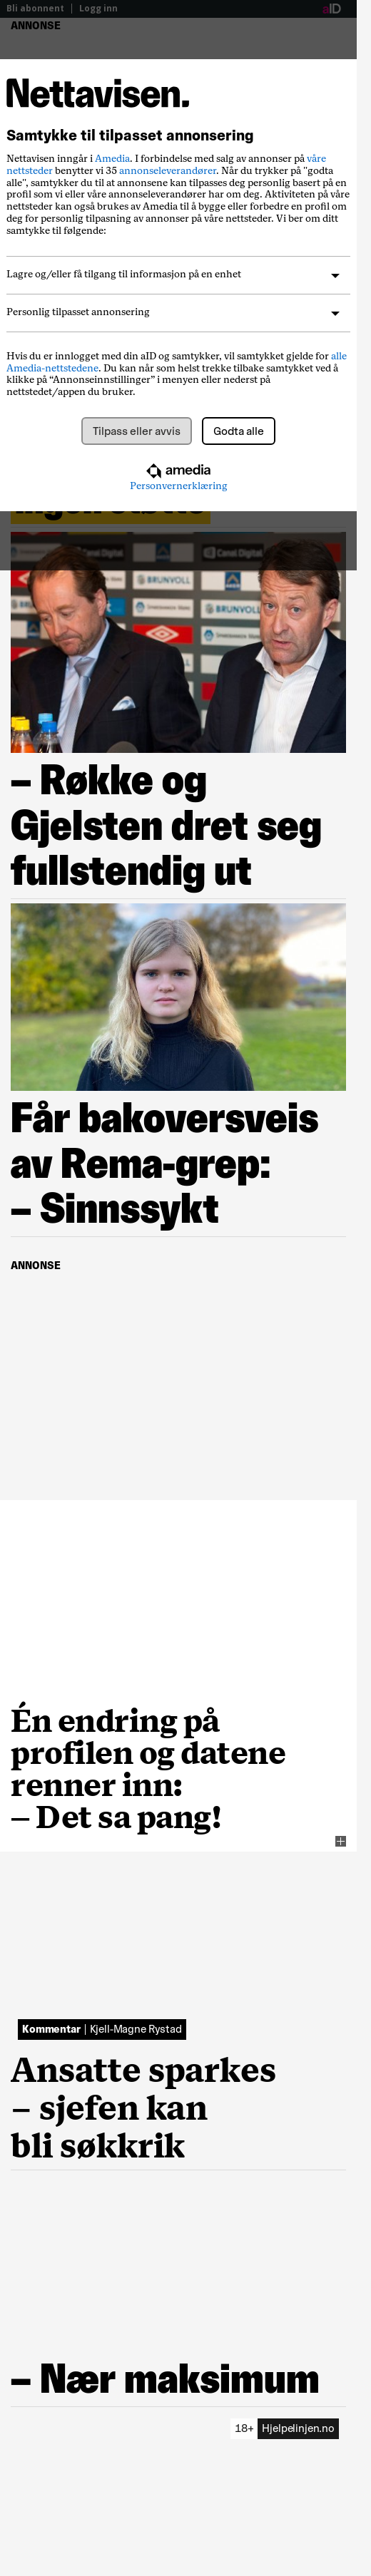 Bli abonnent | Logg inn
aID
ANNONSE
Nettavisen.
Samtykke til tilpasset annonsering
Nettavisen inngår i Amedia. I forbindelse med salg av annonser på våre
nettsteder benytter vi 35 annonseleverandører. Når du trykker på "godta
alle", samtykker du til at annonsene kan tilpasses deg personlig basert på en
profil som vi eller våre annonseleverandører har om deg. Aktiviteten på våre
nettsteder kan også brukes av Amedia til å bygge eller forbedre en profil om
deg for personlig tilpasning av annonser på våre nettsteder. Vi ber om ditt
samtykke til følgende:
Lagre og/eller få tilgang til informasjon på en enhet
Personlig tilpasset annonsering
Hvis du er innlogget med din aID og samtykker, vil samtykket gjelde for alle
Amedia-nettstedene. Du kan når som helst trekke tilbake samtykket ved å
klikke på “Annonseinnstillinger” i menyen eller nederst på
nettstedet/appen du bruker.
Tilpass eller avvis
Godta alle
amedia
Personvernerklæring
BRUNVOLL
BRUNVOLL
– Røkke og
Gjelsten dret seg
fullstendig ut
Får bakoversveis
av Rema-grep:
– Sinnssykt
ANNONSE
Én endring på
profilen og datene
renner inn:
– Det sa pang!
Kommentar | Kjell-Magne Rystad
Ansatte sparkes
– sjefen kan
bli søkkrik
– Nær maksimum
18+ Hjelpelinjen.no